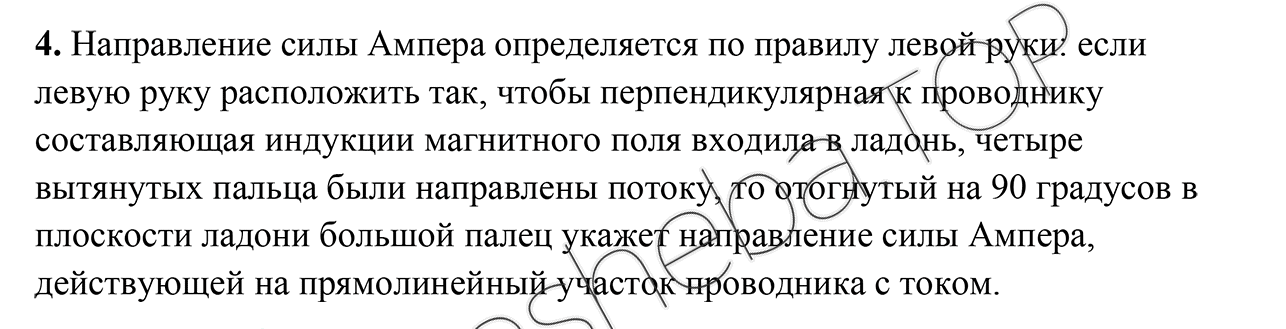 4. Направление силы Ампера определяется по правилу левой руки: если
левую руку расположить так, чтобы перпендикулярная к проводнику
составляющая индукции магнитного поля входила в ладонь, четыре
вытянутых пальца были направлены потоку, то отогнутый на 90 градусов в
плоскости ладони большой палец укажет направление силы Ампера,
действующей на прямолинейный участок проводника с током.
esheba TOP